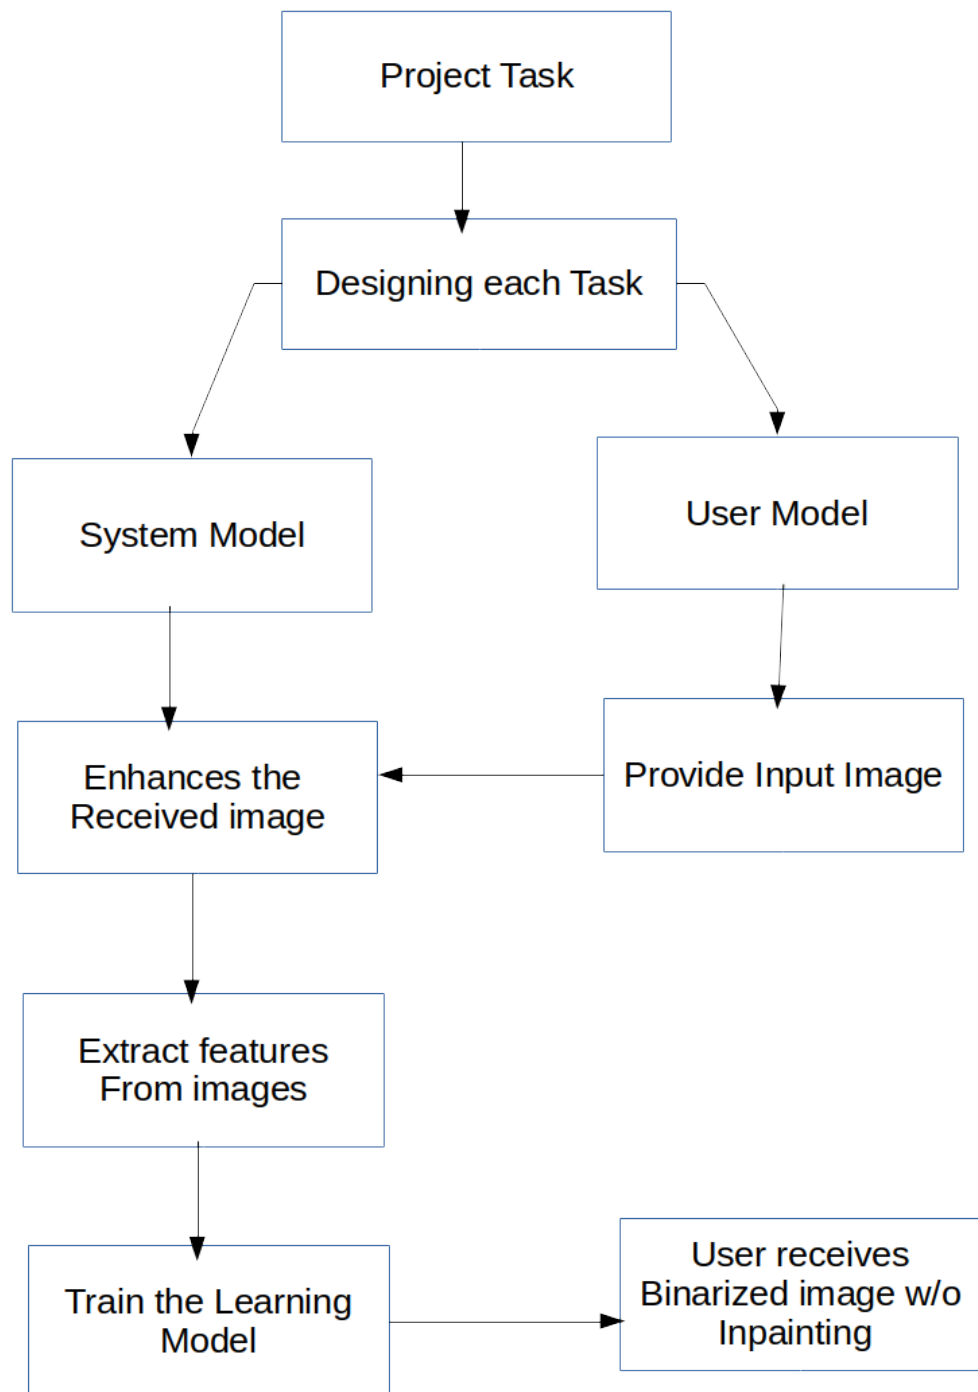 Project Task
Designing each Task
System Model
User Model
Enhances the
Received image
Provide Input Image
Extract features
From images
Train the Learning
Model
User receives
Binarized image w/o
Inpainting